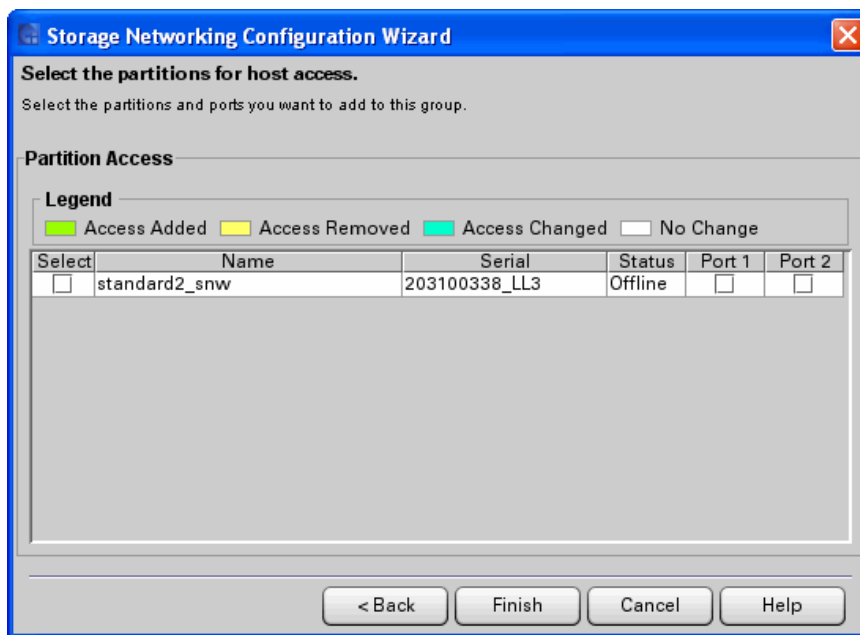 Storage Networking Configuration Wizard
Select the partitions for host access.
Select the partitions and ports you want to add to this group.
Partition Access
Legend
Access Added Access Removed Access Changed No Change
Select Name Serial Status Port 1 Port 2
standard2_snw 203100338_LL3 Offline
< Back Finish Cancel Help